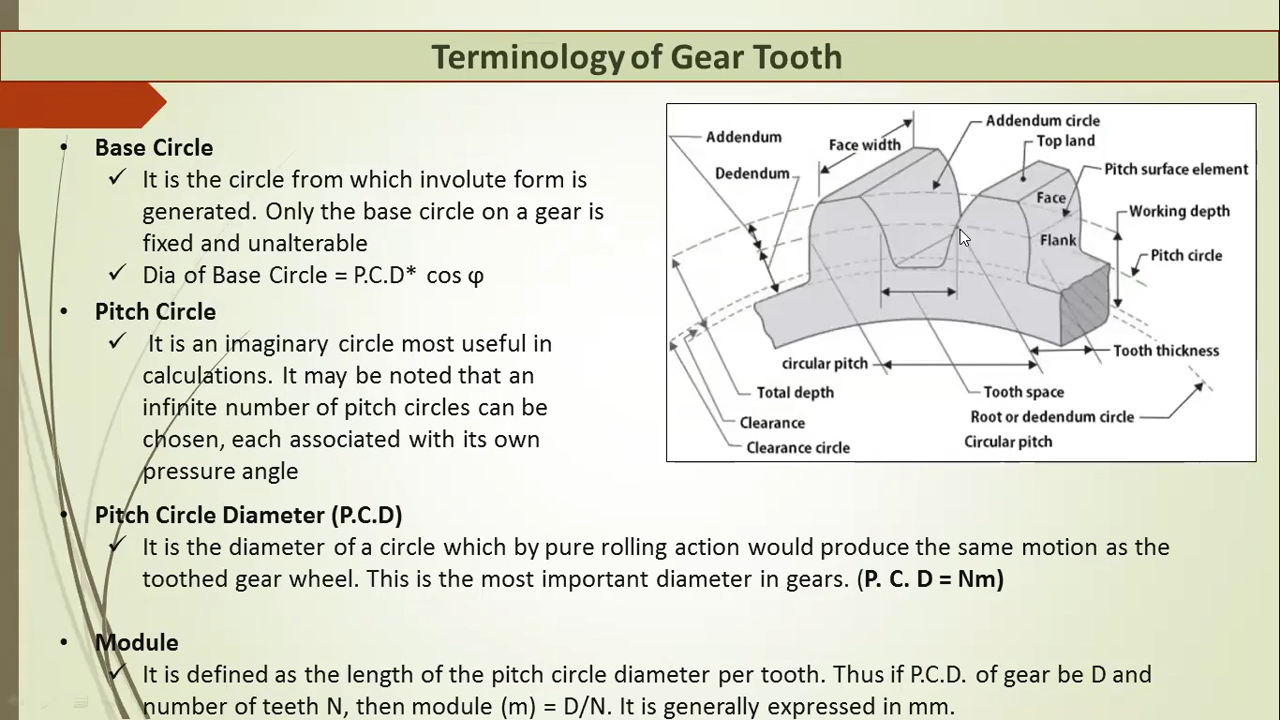 Terminology of Gear Tooth
• Base Circle
✓ It is the circle from which involute form is
generated. Only the base circle on a gear is
fixed and unalterable
✓ Dia of Base Circle = P.C.D* cos φ
• Pitch Circle
✓ It is an imaginary circle most useful in
calculations. It may be noted that an
infinite number of pitch circles can be
chosen, each associated with its own
pressure angle
• Pitch Circle Diameter (P.C.D)
✓ It is the diameter of a circle which by pure rolling action would produce the same motion as the
toothed gear wheel. This is the most important diameter in gears. (P. C. D = Nm)
• Module
✓ It is defined as the length of the pitch circle diameter per tooth. Thus if P.C.D. of gear be D and
number of teeth N, then module (m) = D/N. It is generally expressed in mm.
Addendum
Face width
Addendum circle
Top land
Dedendum
Pitch surface element
Face
Working depth
Flank
Pitch circle
circular pitch
Tooth thickness
Total depth
Tooth space
Clearance
Root or dedendum circle
Clearance circle
Circular pitch